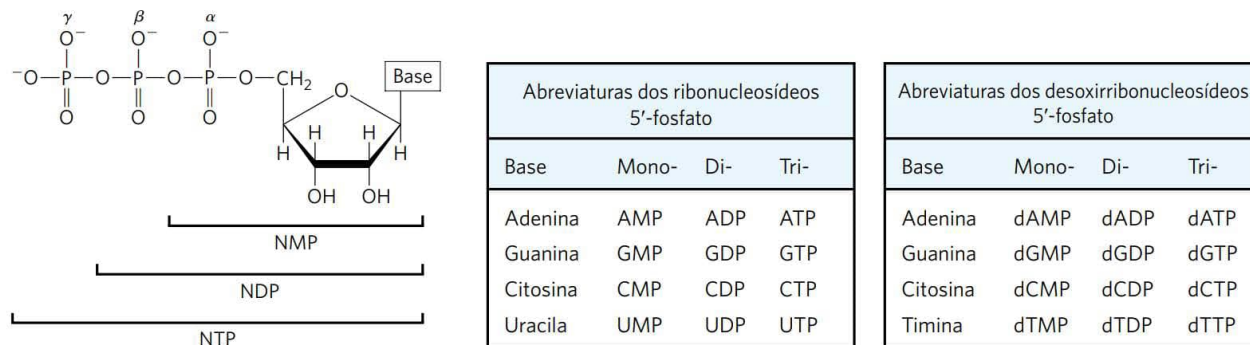 γ β α
O⁻ O⁻ O⁻
⁻O—P—O—P—O—P—O—CH₂ Base
O O O O
H H
H H
OH OH
NMP
NDP
NTP
Abreviaturas dos ribonucleosídeos
5′-fosfato
Base Mono- Di- Tri-
Adenina AMP ADP ATP
Guanina GMP GDP GTP
Citosina CMP CDP CTP
Uracila UMP UDP UTP
Abreviaturas dos desoxirribonucleosídeos
5′-fosfato
Base Mono- Di- Tri-
Adenina dAMP dADP dATP
Guanina dGMP dGDP dGTP
Citosina dCMP dCDP dCTP
Timina dTMP dTDP dTTP